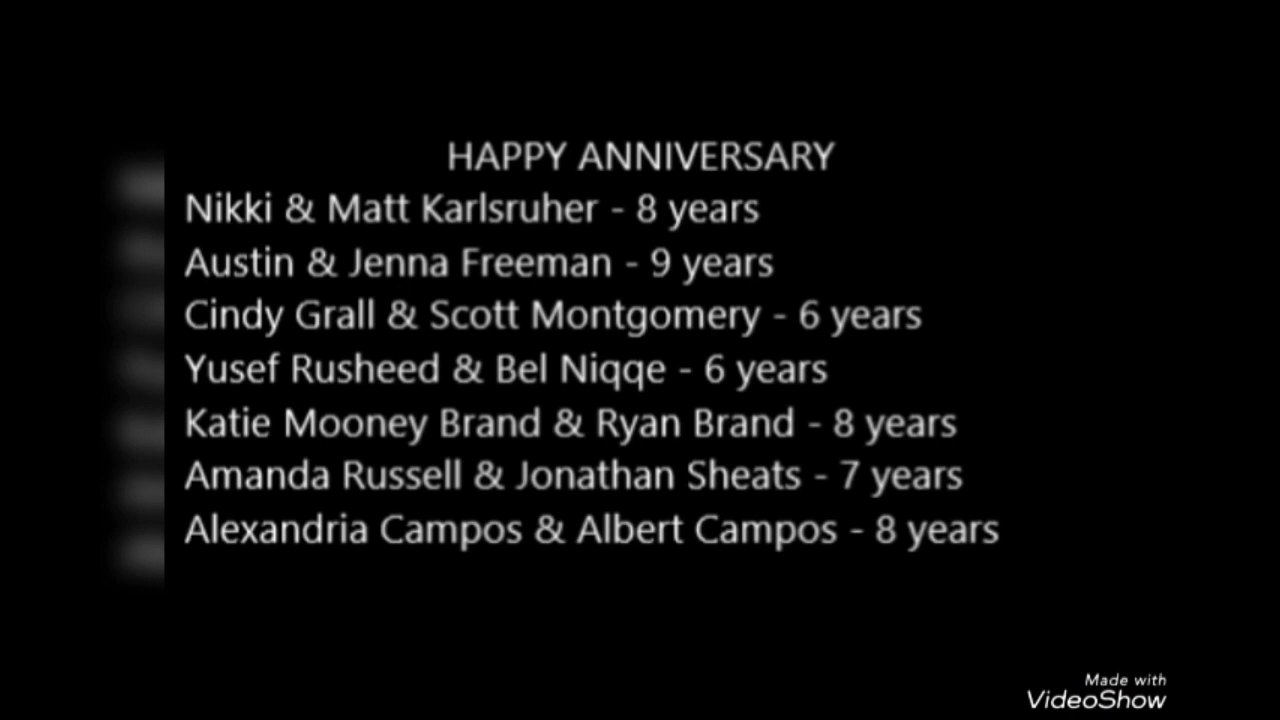 HAPPY ANNIVERSARY
Nikki & Matt Karlsruher - 8 years
Austin & Jenna Freeman - 9 years
Cindy Grall & Scott Montgomery - 6 years
Yusef Rusheed & Bel Niqqe - 6 years
Katie Mooney Brand & Ryan Brand - 8 years
Amanda Russell & Jonathan Sheats - 7 years
Alexandria Campos & Albert Campos - 8 years
Made with
VideoShow